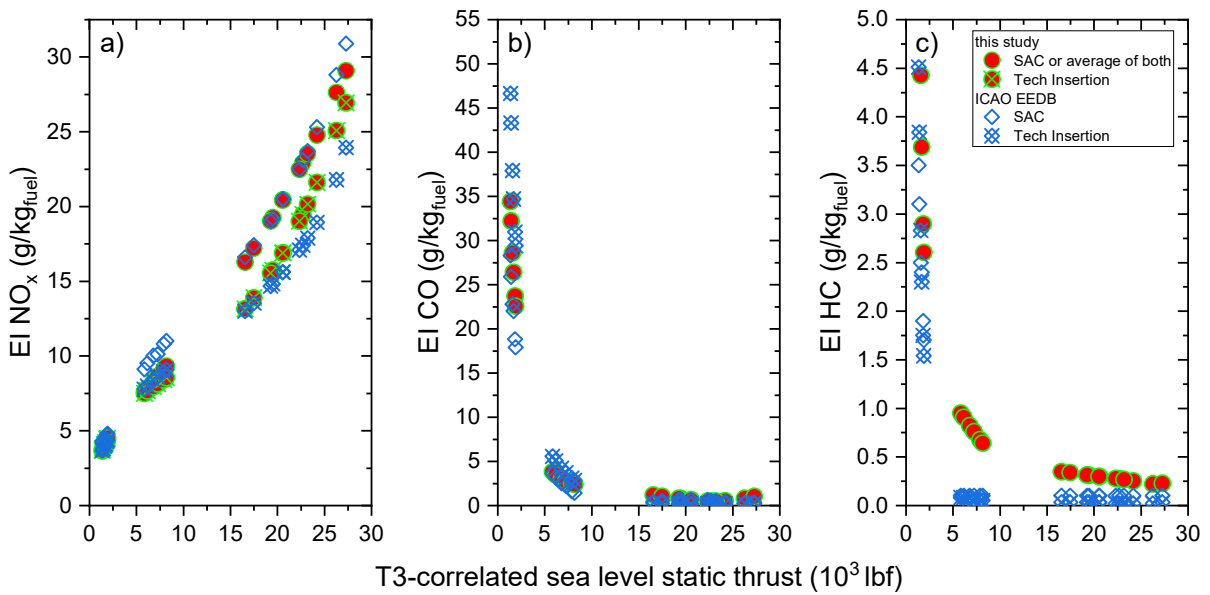 a)
30
25
20
15
10
5
0
0 5 10 15 20 25 30
EI NOₓ (g/kg_fuel)
b)
55
50
45
40
35
30
25
20
15
10
5
0
0 5 10 15 20 25 30
EI CO (g/kg_fuel)
c)
5.0
4.5
4.0
3.5
3.0
2.5
2.0
1.5
1.0
0.5
0.0
0 5 10 15 20 25 30
EI HC (g/kg_fuel)
this study
SAC or average of both
Tech Insertion
ICAO EEDB
SAC
Tech Insertion
T3-correlated sea level static thrust (10³ lbf)